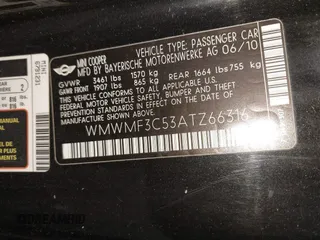 MINI COOPER
VEHICLE TYPE: PASSENGER CAR
MFD BY BAYERISCHE MOTORENWERKE AG 06/10
GVWR 3461 lbs 1570 kg
GAWR FRONT 1907 lbs 865 kg REAR 1664 lbs 755 kg
THIS VEHICLE CONFORMS TO ALL APPLICABLE
FEDERAL MOTOR VEHICLE SAFETY, BUMPER AND
THEFT PREVENTION STANDARDS IN EFFECT ON THE
DATE OF MANUFACTURE SHOWN ABOVE
WMWMF3C53ATZ66316
6791231
2